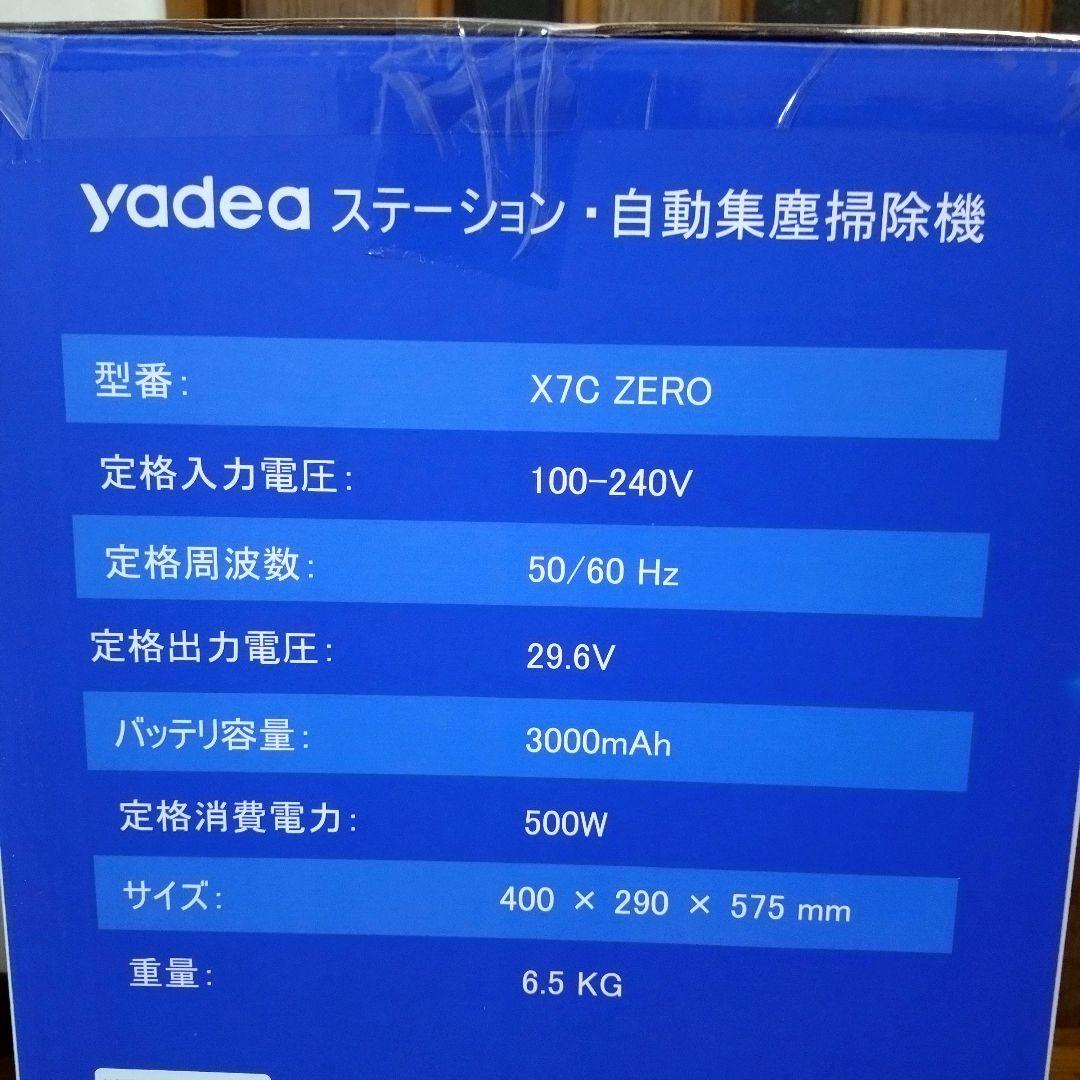 yadea ステーション・自動集塵掃除機
型番: X7C ZERO
定格入力電圧: 100-240V
定格周波数: 50/60 Hz
定格出力電圧: 29.6V
バッテリ容量: 3000mAh
定格消費電力: 500W
サイズ: 400 × 290 × 575 mm
重量: 6.5 KG